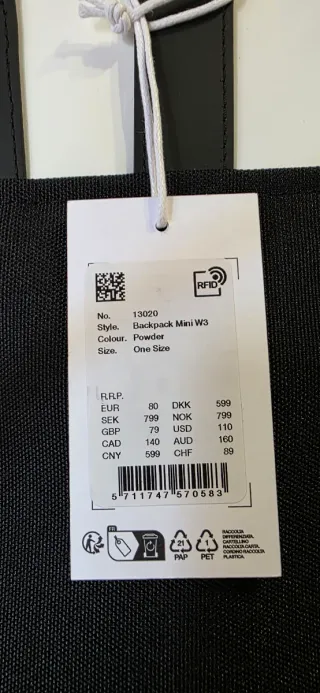 RFID
No. 13020
Style. Backpack Mini W3
Colour. Powder
Size. One Size
R.R.P.
EUR 80 DKK 599
SEK 799 NOK 799
GBP 79 USD 110
CAD 140 AUD 160
CNY 599 CHF 89
5 711747 570583
FR
21
PAP
1
PET
RACCOLTA
DIFFERENZIATA.
CARTELLINO
RACCOLTA CARTA.
CORDINO RACCOLTA
PLASTICA.